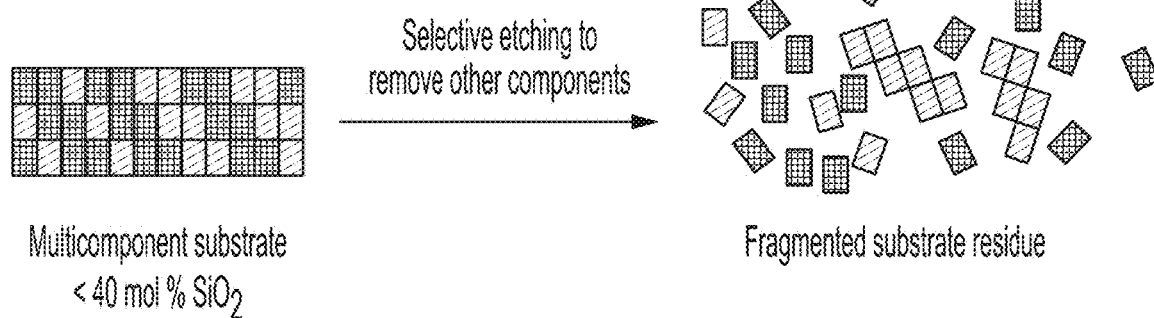 Selective etching to
remove other components
Multicomponent substrate
< 40 mol % SiO2
Fragmented substrate residue